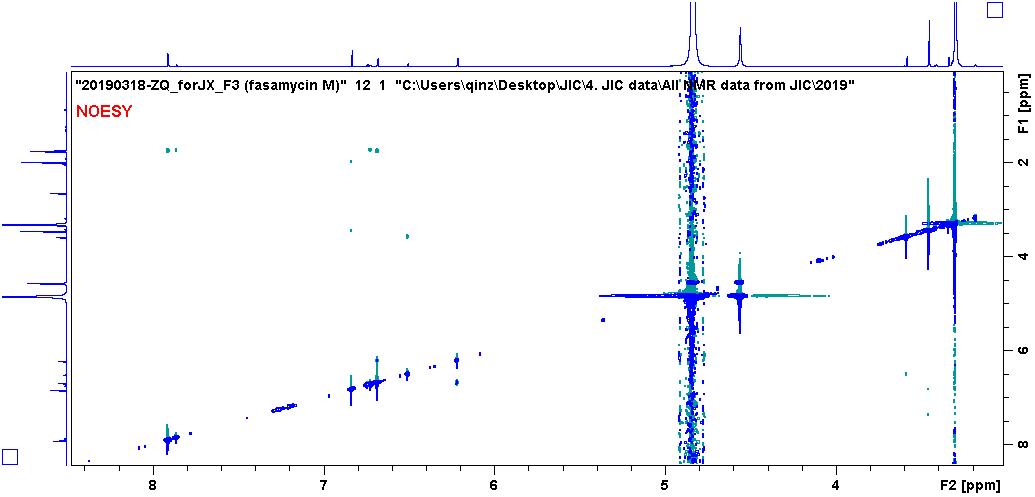 "20190318-ZQ_forJX_F3 (fasamycin M)" 12 1 "C:\Users\qinz\Desktop\JIC\4. JIC data\All NMR data from JIC\2019"
NOESY
F1 [ppm]
2
4
6
8
8
7
6
5
4
F2 [ppm]